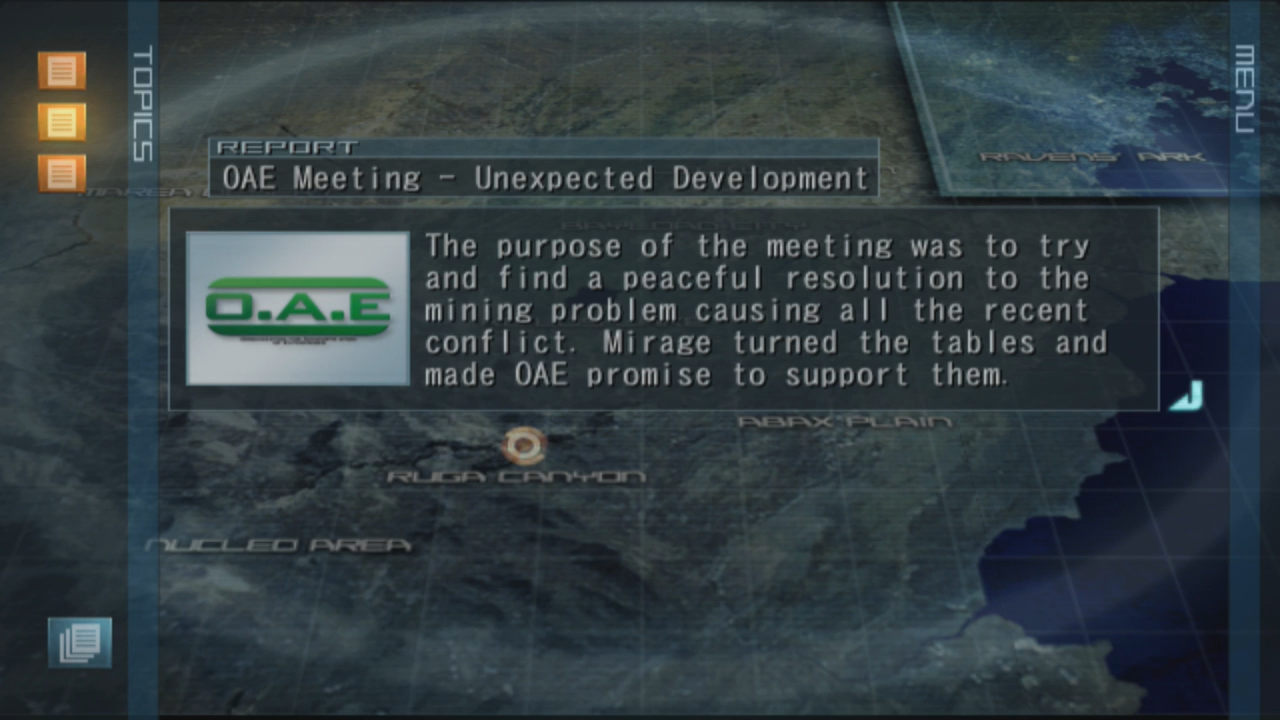 TOPICS
MENU
REPORT
OAE Meeting - Unexpected Development
RAVENS' ARK
O.A.E
The purpose of the meeting was to try
and find a peaceful resolution to the
mining problem causing all the recent
conflict. Mirage turned the tables and
made OAE promise to support them.
ABAX PLAIN
RUGA CANYON
NUCLEO AREA